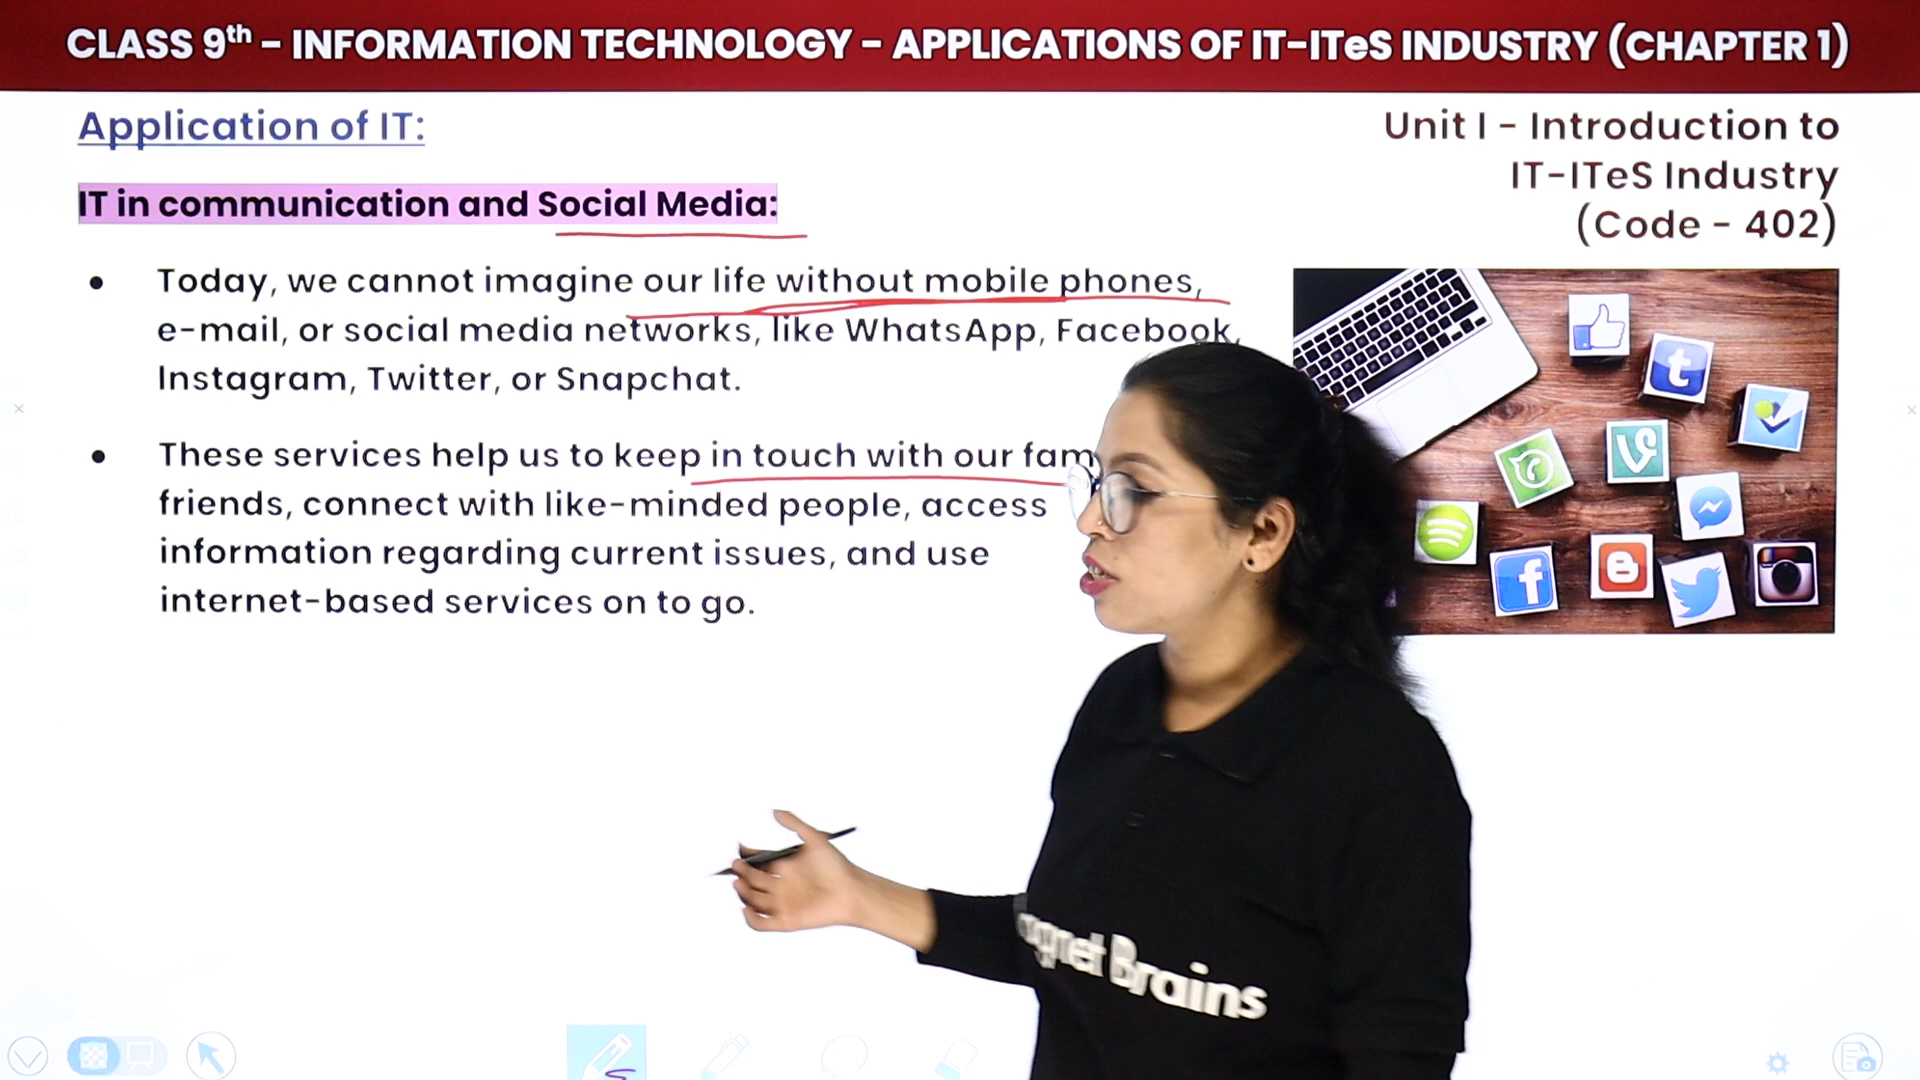 CLASS 9th - INFORMATION TECHNOLOGY - APPLICATIONS OF IT-ITeS INDUSTRY (CHAPTER 1)
Application of IT:
Unit I - Introduction to
IT-ITeS Industry
(Code - 402)
IT in communication and Social Media:
• Today, we cannot imagine our life without mobile phones,
e-mail, or social media networks, like WhatsApp, Facebook,
Instagram, Twitter, or Snapchat.
• These services help us to keep in touch with our
friends, connect with like-minded people, access
information regarding current issues, and use
internet-based services on to go.
Brains